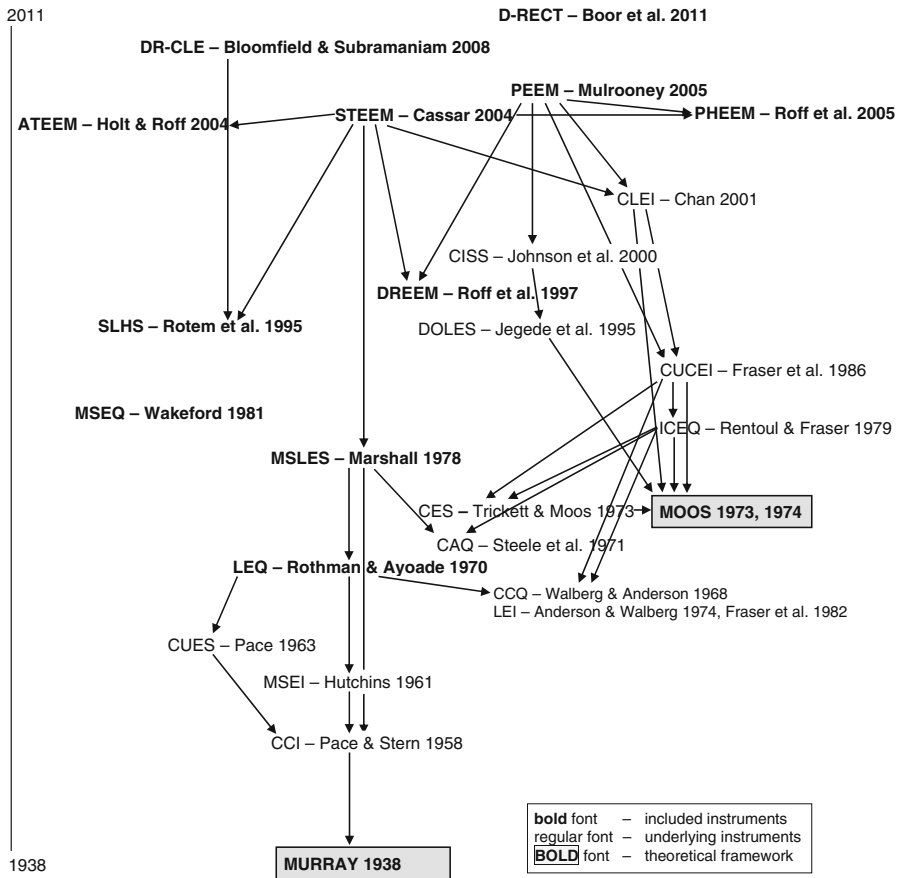 2011
D-RECT – Boor et al. 2011
DR-CLE – Bloomfield & Subramaniam 2008
PEEM – Mulrooney 2005
STEEM – Cassar 2004
PHEEM – Roff et al. 2005
ATEEM – Holt & Roff 2004
CLEI – Chan 2001
CISS – Johnson et al. 2000
DREEM – Roff et al. 1997
SLHS – Rotem et al. 1995
DOLES – Jegede et al. 1995
CUCEI – Fraser et al. 1986
MSEQ – Wakeford 1981
ICEQ – Rentoul & Fraser 1979
MSLES – Marshall 1978
CES – Trickett & Moos 1973
MOOS 1973, 1974
CAQ – Steele et al. 1971
LEQ – Rothman & Ayoade 1970
CCQ – Walberg & Anderson 1968
LEI – Anderson & Walberg 1974, Fraser et al. 1982
CUES – Pace 1963
MSEI – Hutchins 1961
CCI – Pace & Stern 1958
bold font – included instruments
regular font – underlying instruments
BOLD font – theoretical framework
1938
MURRAY 1938